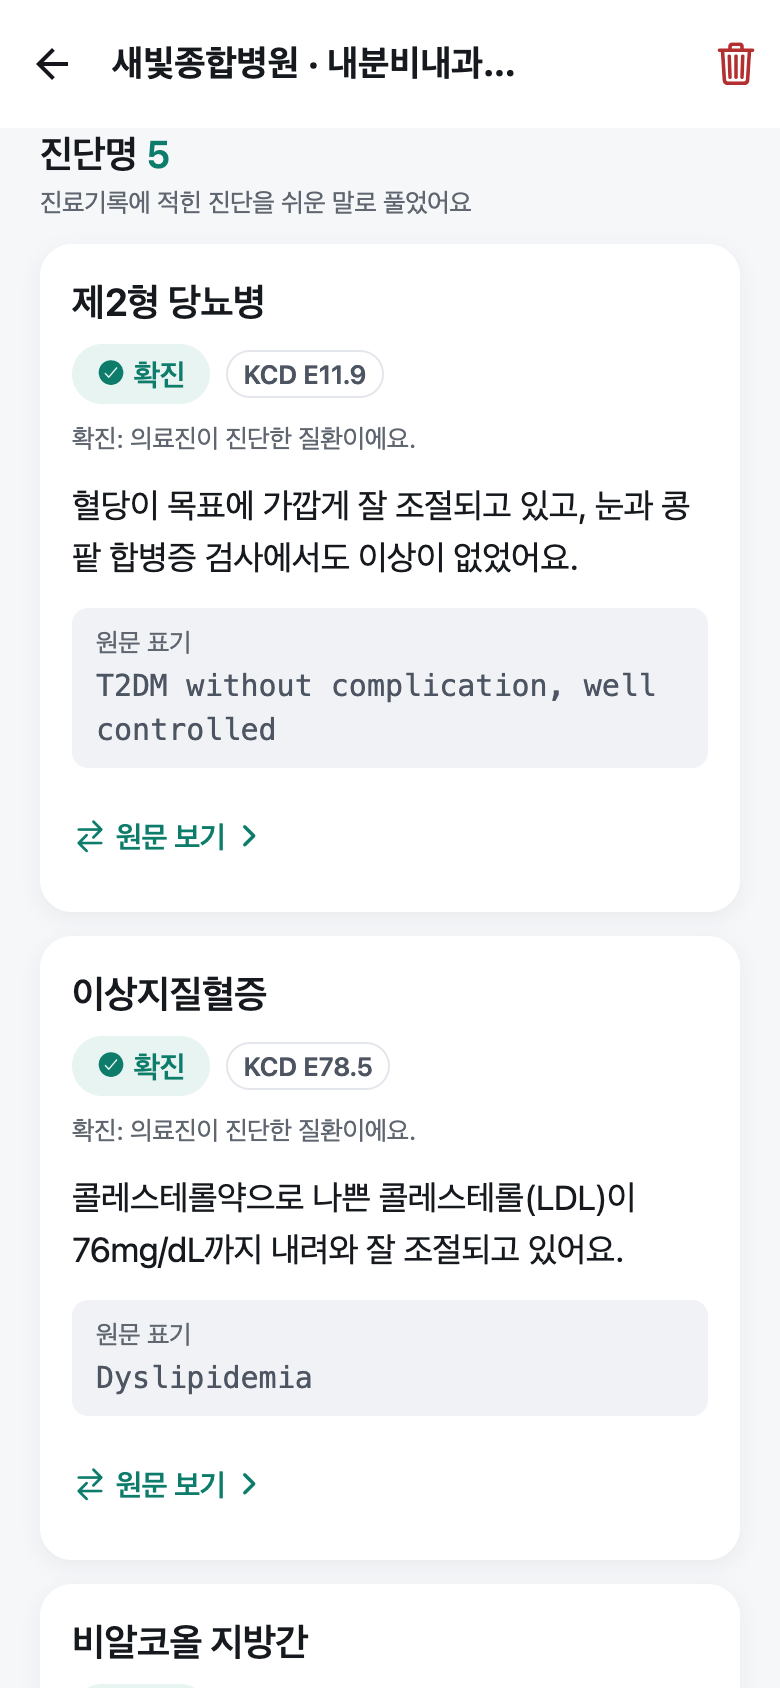 새빛종합병원 · 내분비내과...
진단명 5
진료기록에 적힌 진단을 쉬운 말로 풀었어요
제2형 당뇨병
확진
KCD E11.9
확진: 의료진이 진단한 질환이에요.
혈당이 목표에 가깝게 잘 조절되고 있고, 눈과 콩
팥 합병증 검사에서도 이상이 없었어요.
원문 표기
T2DM without complication, well
controlled
원문 보기
이상지질혈증
확진
KCD E78.5
확진: 의료진이 진단한 질환이에요.
콜레스테롤약으로 나쁜 콜레스테롤(LDL)이
76mg/dL까지 내려와 잘 조절되고 있어요.
원문 표기
Dyslipidemia
원문 보기
비알코올 지방간